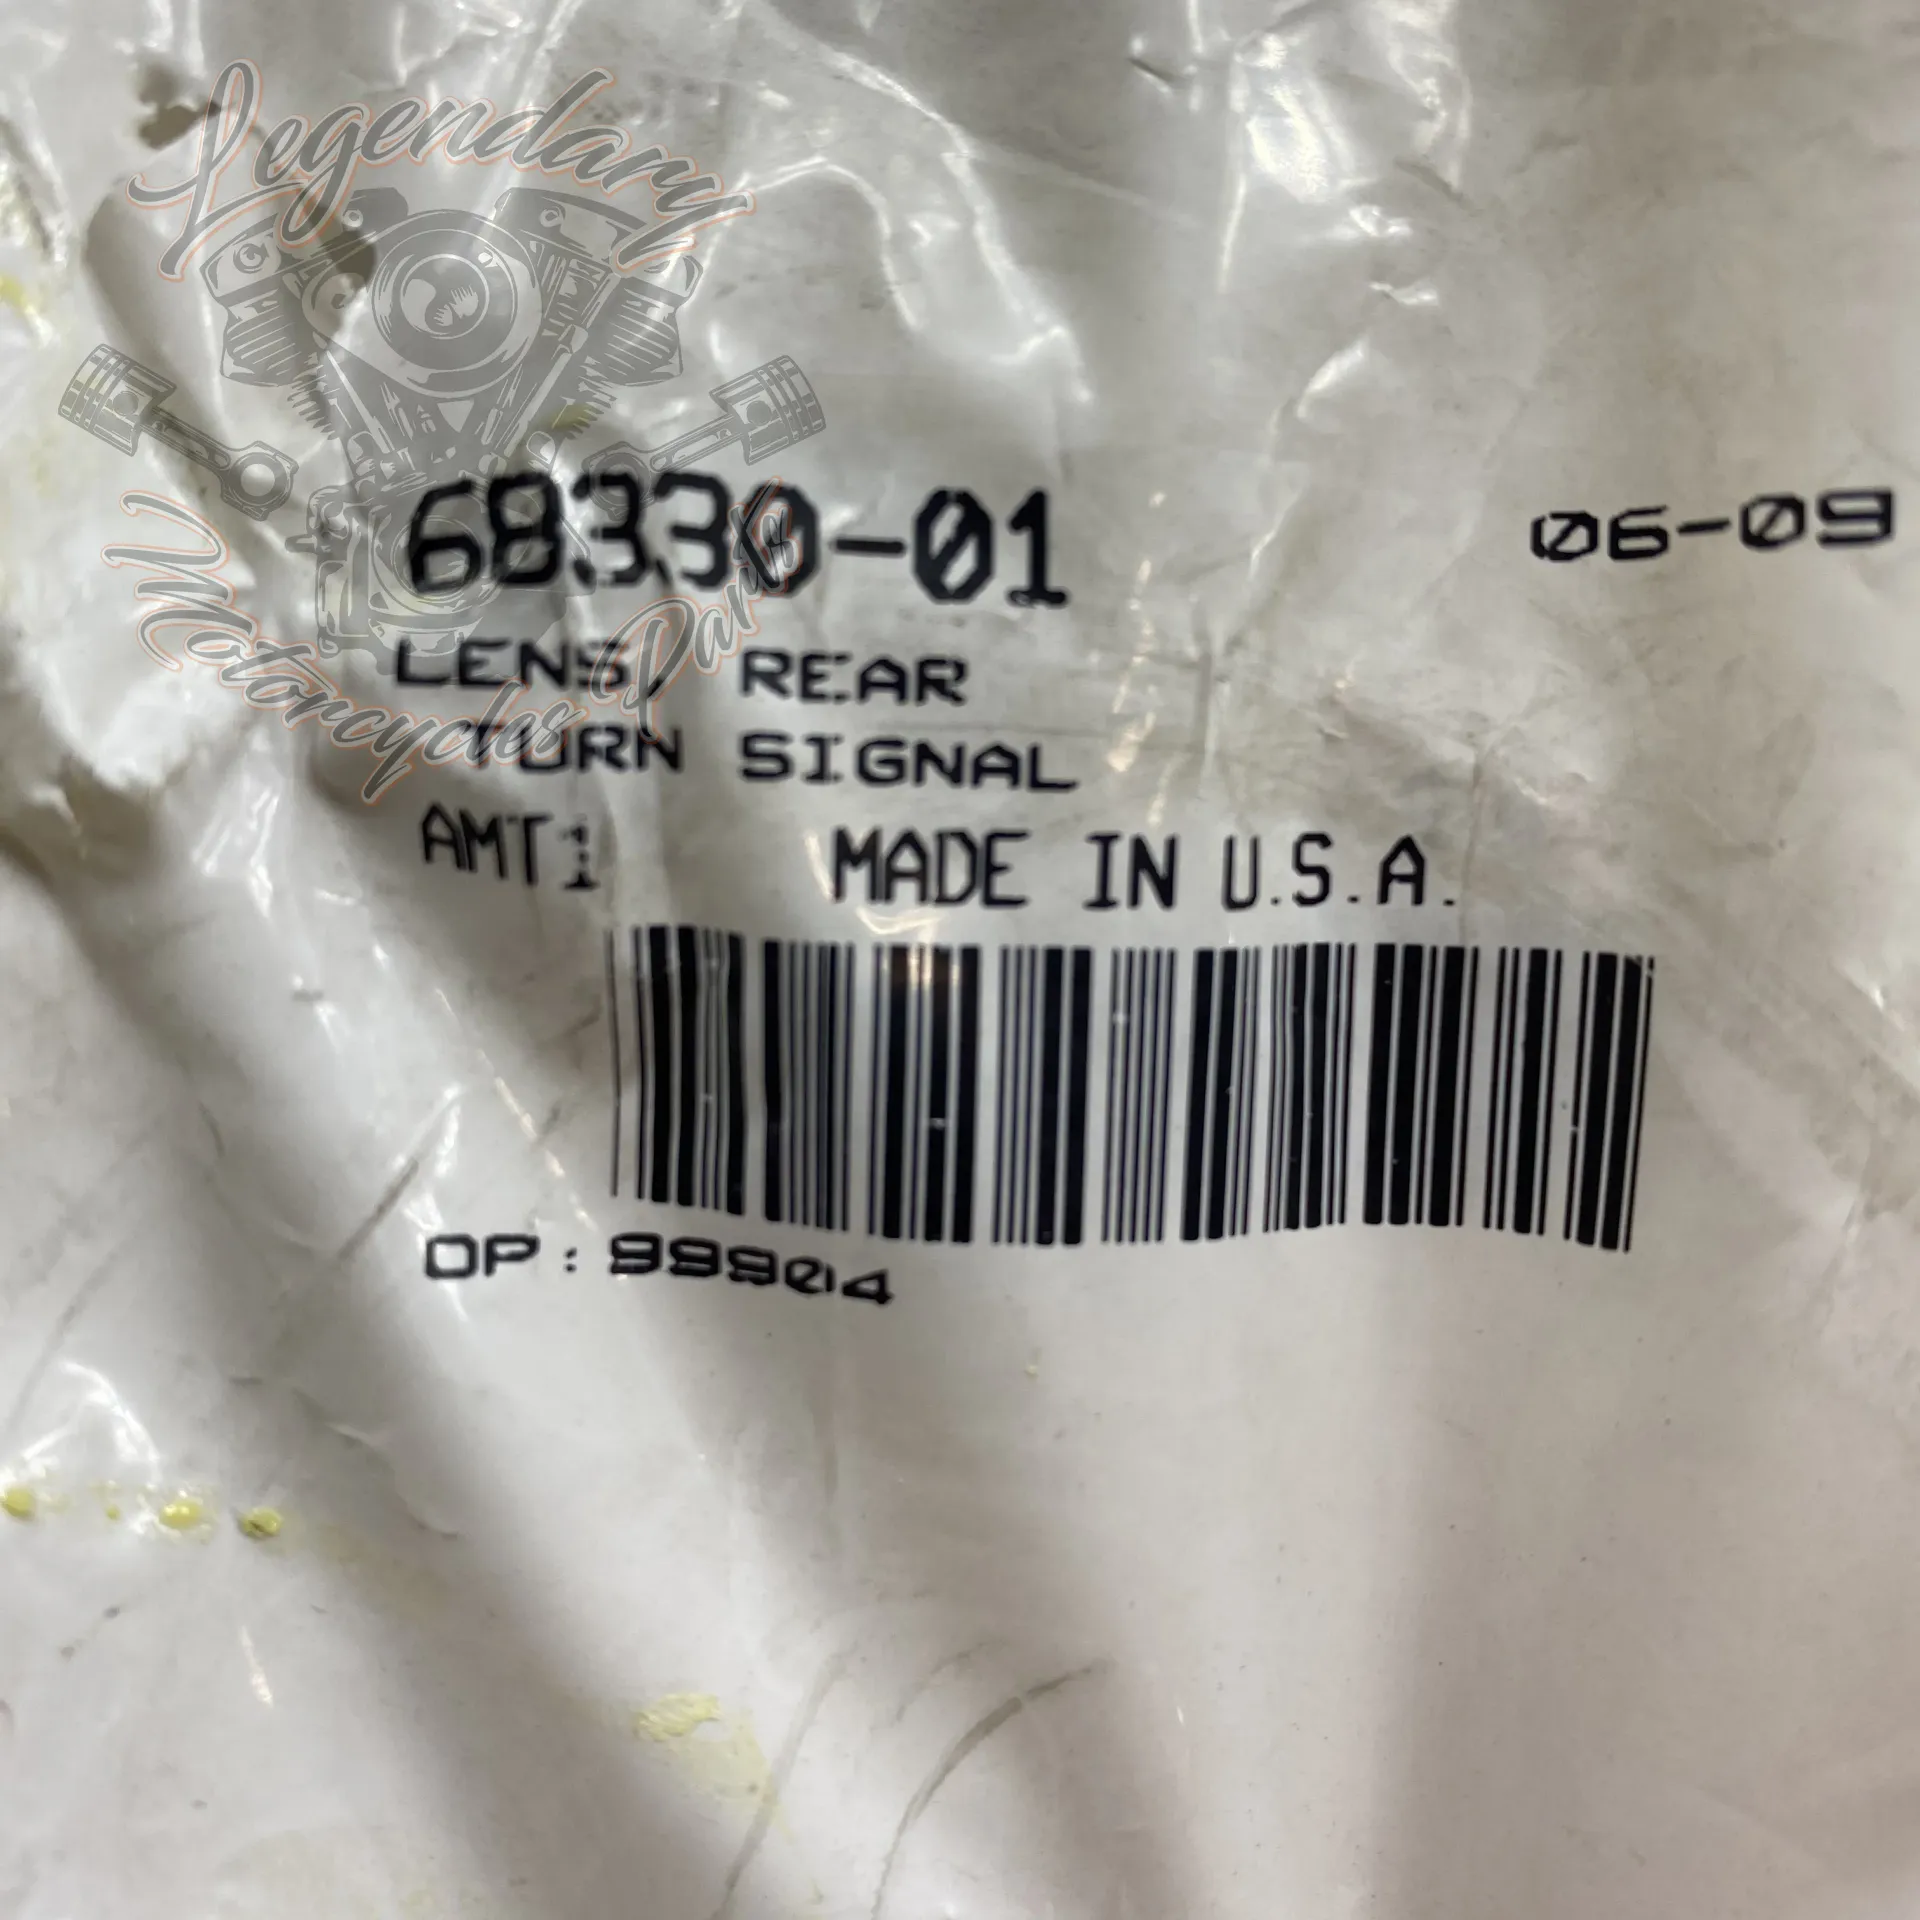 Legendary
Motorcycles Parts
68330-01 06-09
LENS, REAR
TURN SIGNAL
AMT1 MADE IN U.S.A.
OP:99904